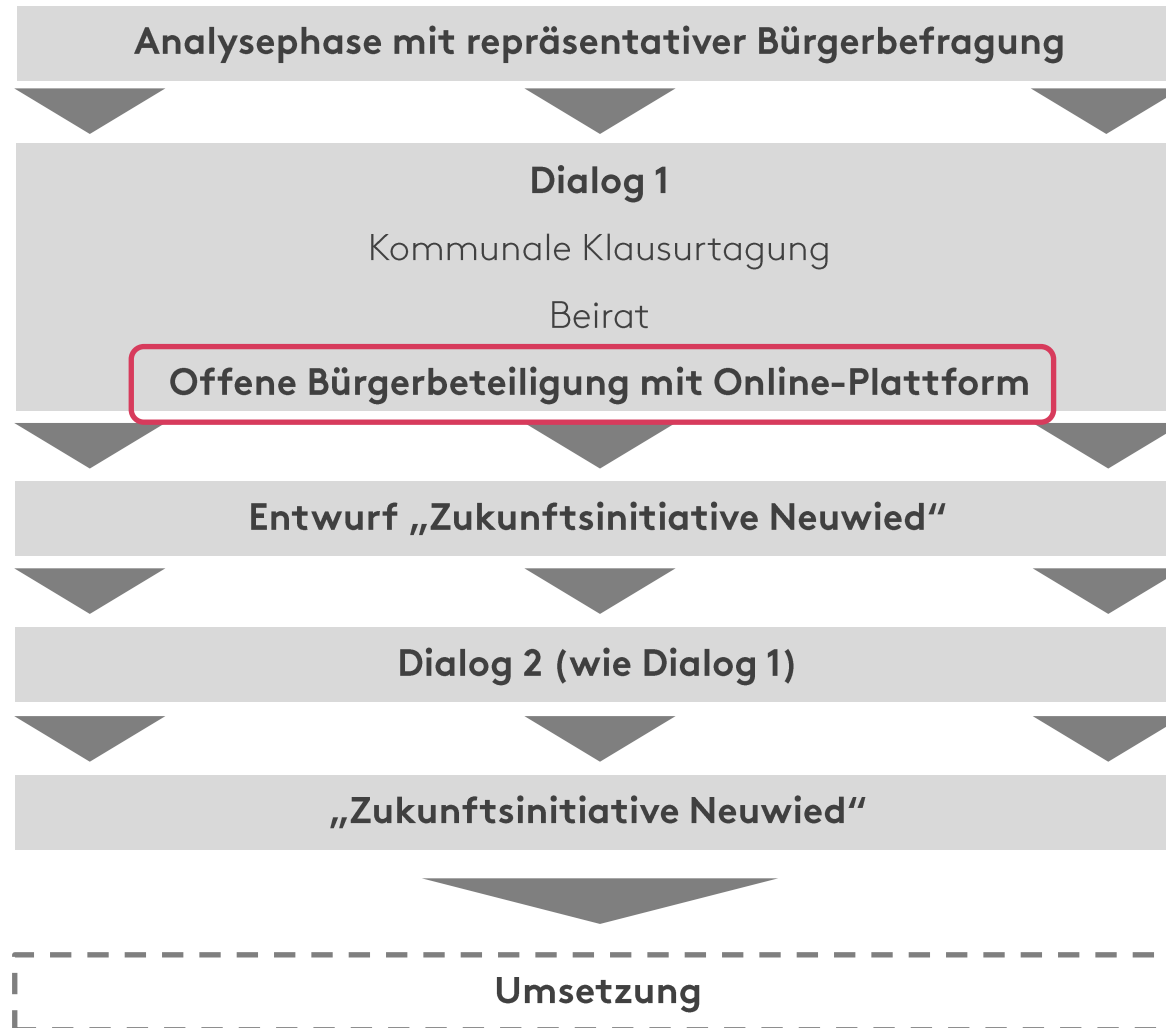 Analysephase mit repräsentativer Bürgerbefragung
Dialog 1
Kommunale Klausurtagung
Beirat
Offene Bürgerbeteiligung mit Online-Plattform
Entwurf „Zukunftsinitiative Neuwied“
Dialog 2 (wie Dialog 1)
„Zukunftsinitiative Neuwied“
Umsetzung